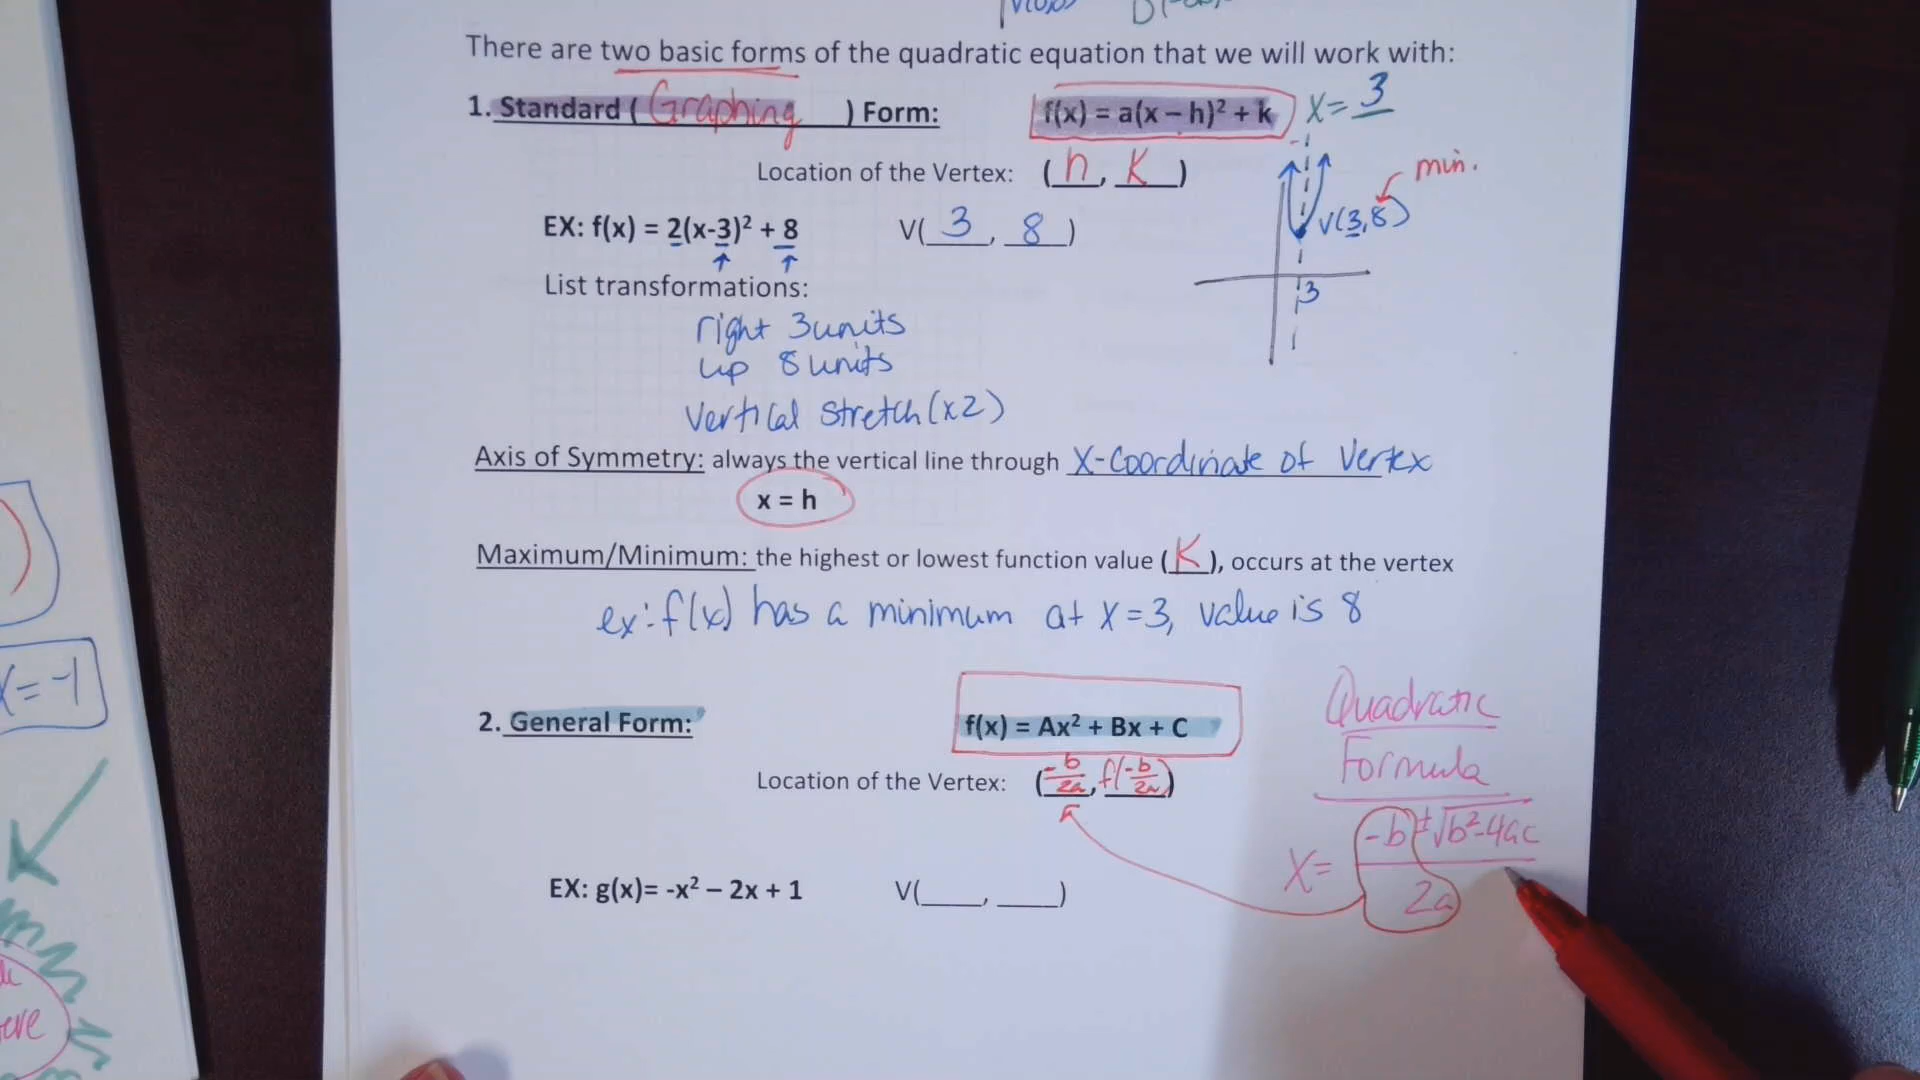 There are two basic forms of the quadratic equation that we will work with:
1. Standard ( Graphing ) Form: f(x) = a(x – h)² + k X= 3
Location of the Vertex: ( h, K ) min.
EX: f(x) = 2(x-3)² + 8 V( 3, 8 ) V(3,8)
List transformations: 3
right 3 units
up 8 units
Vertical Stretch (x2)
Axis of Symmetry: always the vertical line through X-Coordinate of Vertex
x = h
Maximum/Minimum: the highest or lowest function value ( K ), occurs at the vertex
ex: f(x) has a minimum at X=3, value is 8
2. General Form: f(x) = Ax² + Bx + C
Location of the Vertex: (-b/2a, f(-b/2a))
EX: g(x)= -x² – 2x + 1 V(____, ____)
Quadratic
Formula
X= -b±√b²-4ac
2a
X=-1